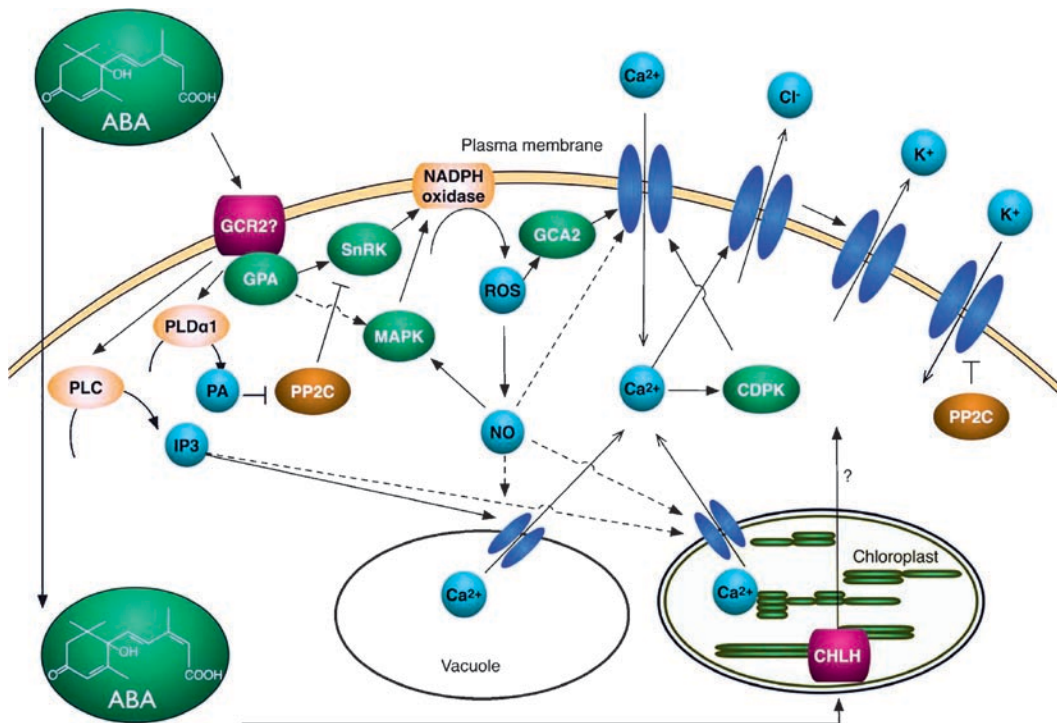 OH
O
COOH
ABA
Ca2+
Cl-
K+
K+
Plasma membrane
NADPH
oxidase
GCR2?
SnRK
GCA2
GPA
ROS
PLDα1
MAPK
PLC
PA
PP2C
Ca2+
CDPK
PP2C
IP3
NO
?
Chloroplast
Ca2+
Ca2+
Vacuole
CHLH
OH
O
COOH
ABA